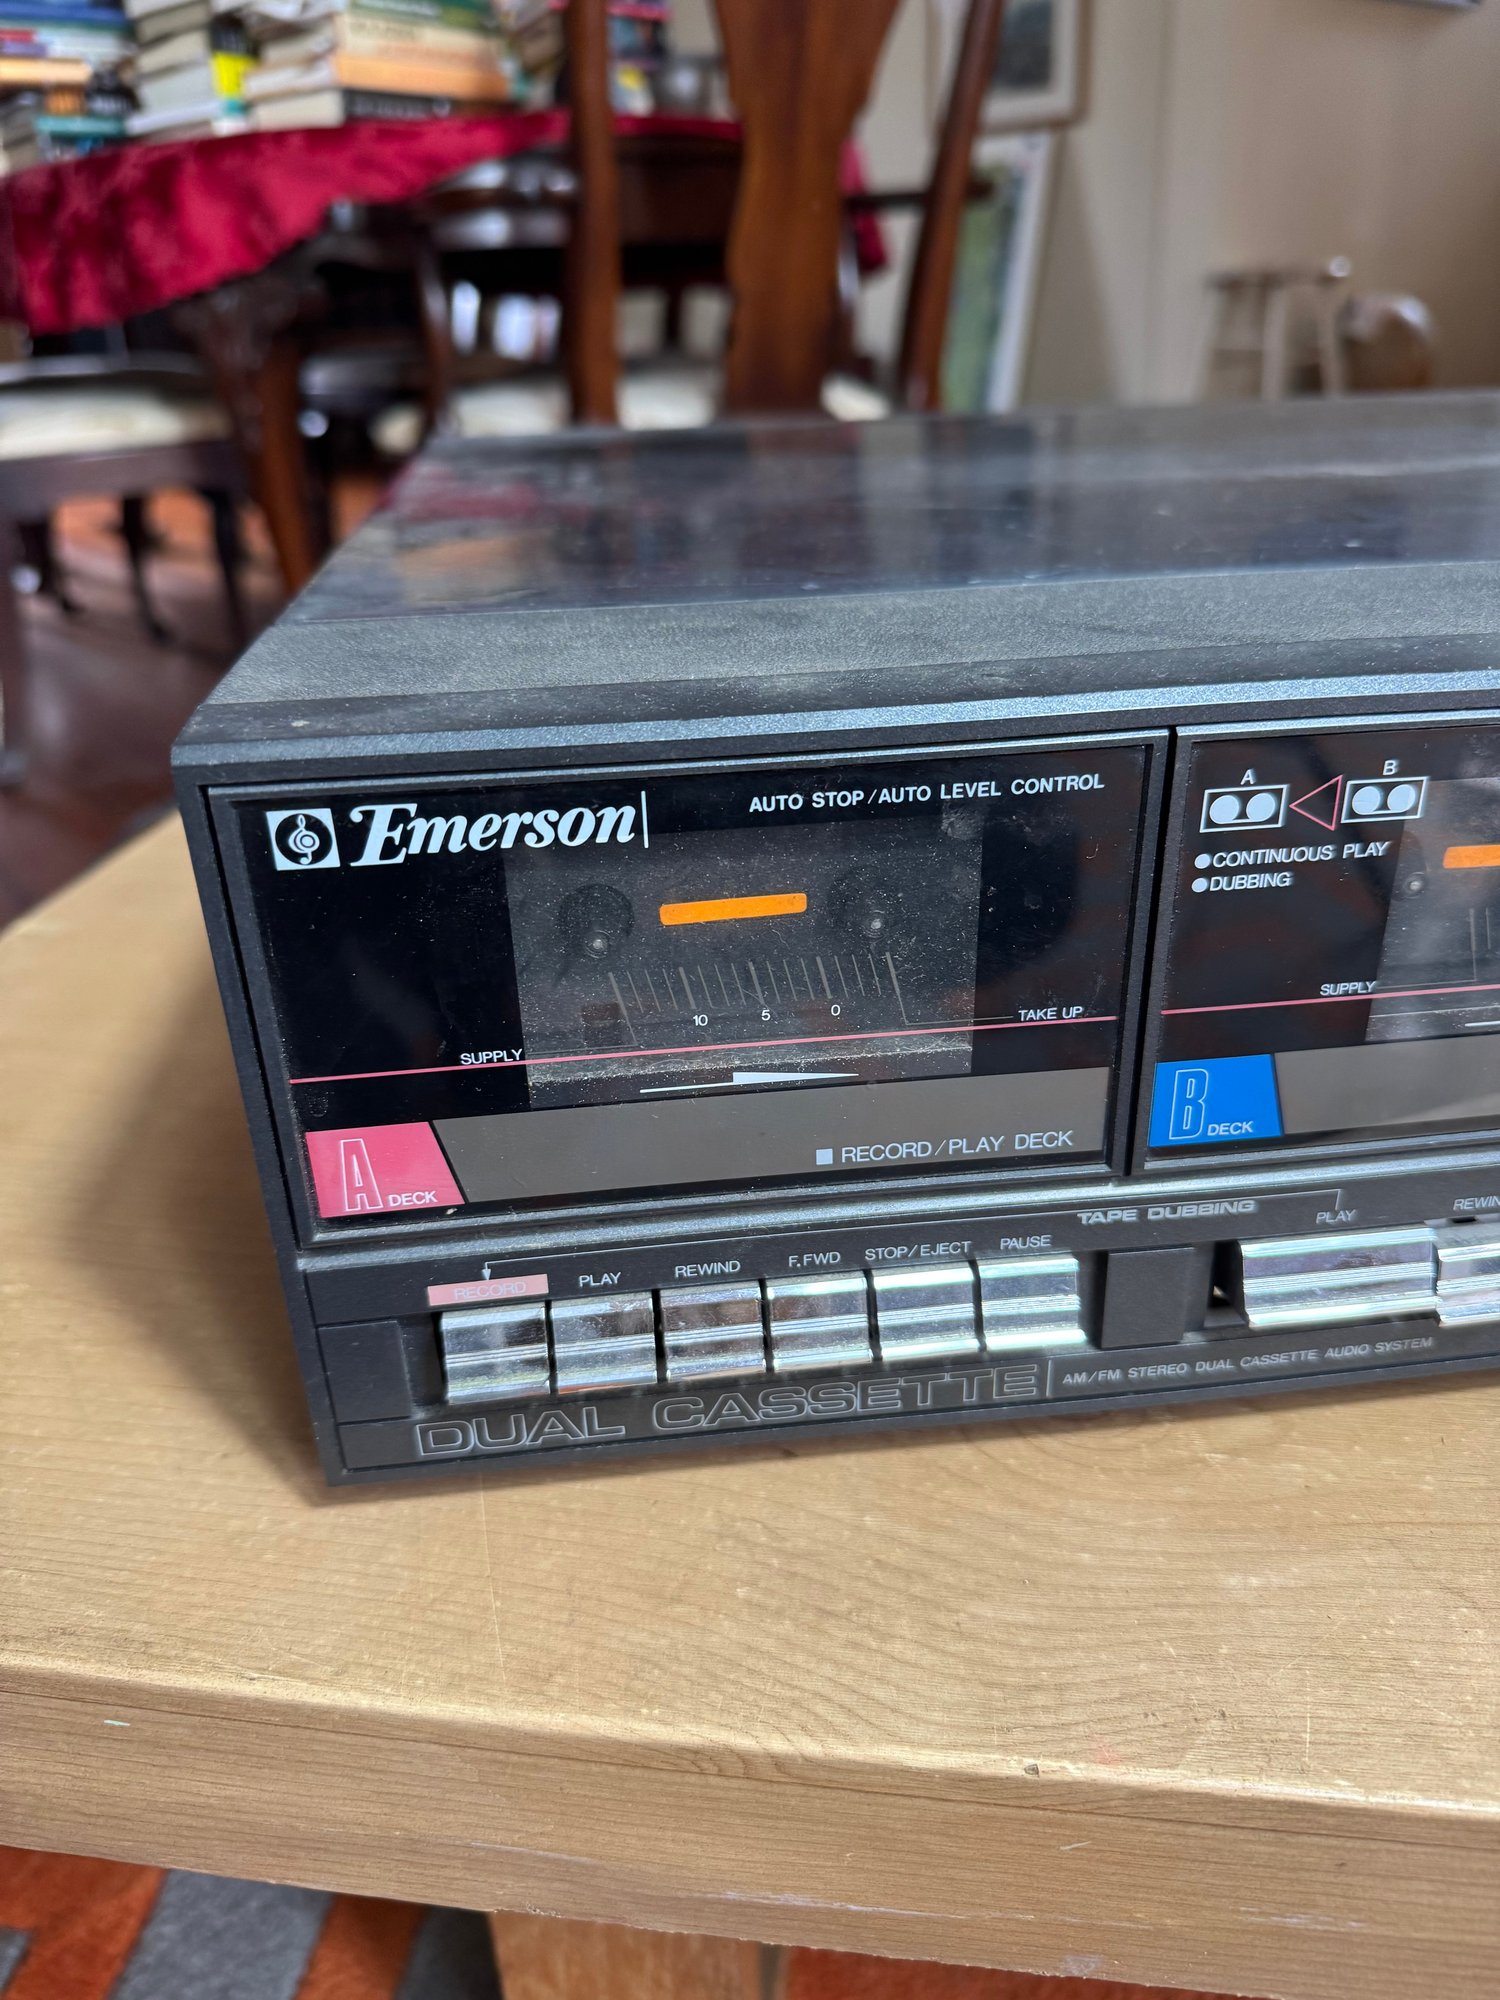 Emerson
AUTO STOP/AUTO LEVEL CONTROL
10 5 0
SUPPLY
TAKE UP
A DECK
RECORD/PLAY DECK
A B
CONTINUOUS PLAY
DUBBING
SUPPLY
B DECK
TAPE DUBBING
RECORD PLAY REWIND F.FWD STOP/EJECT PAUSE
PLAY REWIN
DUAL CASSETTE
AM/FM STEREO DUAL CASSETTE AUDIO SYSTEM